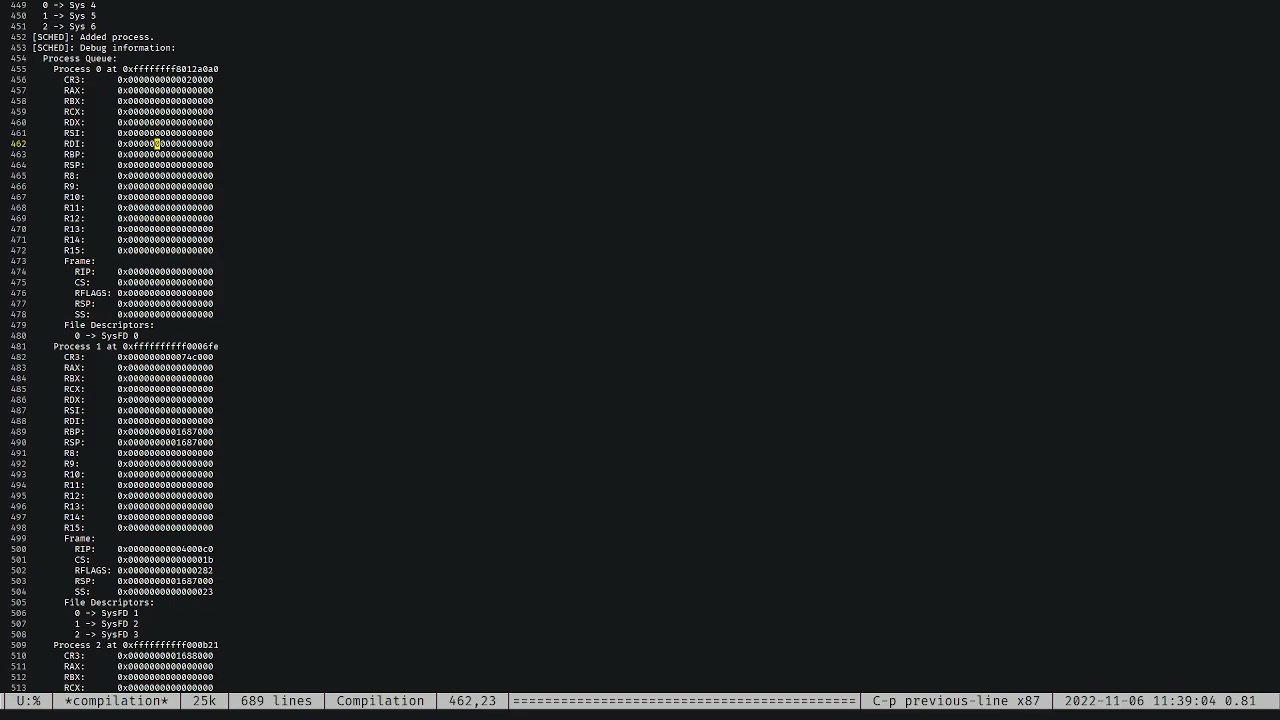 449 0 -> Sys 4
450 1 -> Sys 5
451 2 -> Sys 6
452 [SCHED]: Added process.
453 [SCHED]: Debug information:
454 Process Queue:
455 Process 0 at 0xffffffff8012a0a0
456 CR3: 0x0000000000020000
457 RAX: 0x0000000000000000
458 RBX: 0x0000000000000000
459 RCX: 0x0000000000000000
460 RDX: 0x0000000000000000
461 RSI: 0x0000000000000000
462 RDI: 0x0000000000000000
463 RBP: 0x0000000000000000
464 RSP: 0x0000000000000000
465 R8: 0x0000000000000000
466 R9: 0x0000000000000000
467 R10: 0x0000000000000000
468 R11: 0x0000000000000000
469 R12: 0x0000000000000000
470 R13: 0x0000000000000000
471 R14: 0x0000000000000000
472 R15: 0x0000000000000000
473 Frame:
474 RIP: 0x0000000000000000
475 CS: 0x0000000000000000
476 RFLAGS: 0x0000000000000000
477 RSP: 0x0000000000000000
478 SS: 0x0000000000000000
479 File Descriptors:
480 0 -> SysFD 0
481 Process 1 at 0xffffffffff0006fe
482 CR3: 0x000000000074c000
483 RAX: 0x0000000000000000
484 RBX: 0x0000000000000000
485 RCX: 0x0000000000000000
486 RDX: 0x0000000000000000
487 RSI: 0x0000000000000000
488 RDI: 0x0000000000000000
489 RBP: 0x0000000001687000
490 RSP: 0x0000000001687000
491 R8: 0x0000000000000000
492 R9: 0x0000000000000000
493 R10: 0x0000000000000000
494 R11: 0x0000000000000000
495 R12: 0x0000000000000000
496 R13: 0x0000000000000000
497 R14: 0x0000000000000000
498 R15: 0x0000000000000000
499 Frame:
500 RIP: 0x00000000004000c0
501 CS: 0x000000000000001b
502 RFLAGS: 0x0000000000000282
503 RSP: 0x0000000001687000
504 SS: 0x0000000000000023
505 File Descriptors:
506 0 -> SysFD 1
507 1 -> SysFD 2
508 2 -> SysFD 3
509 Process 2 at 0xffffffffff000b21
510 CR3: 0x0000000001688000
511 RAX: 0x0000000000000000
512 RBX: 0x0000000000000000
513 RCX: 0x0000000000000000
U:% *compilation* 25k 689 lines Compilation 462,23 ================================================ C-p previous-line x87 2022-11-06 11:39:04 0.81